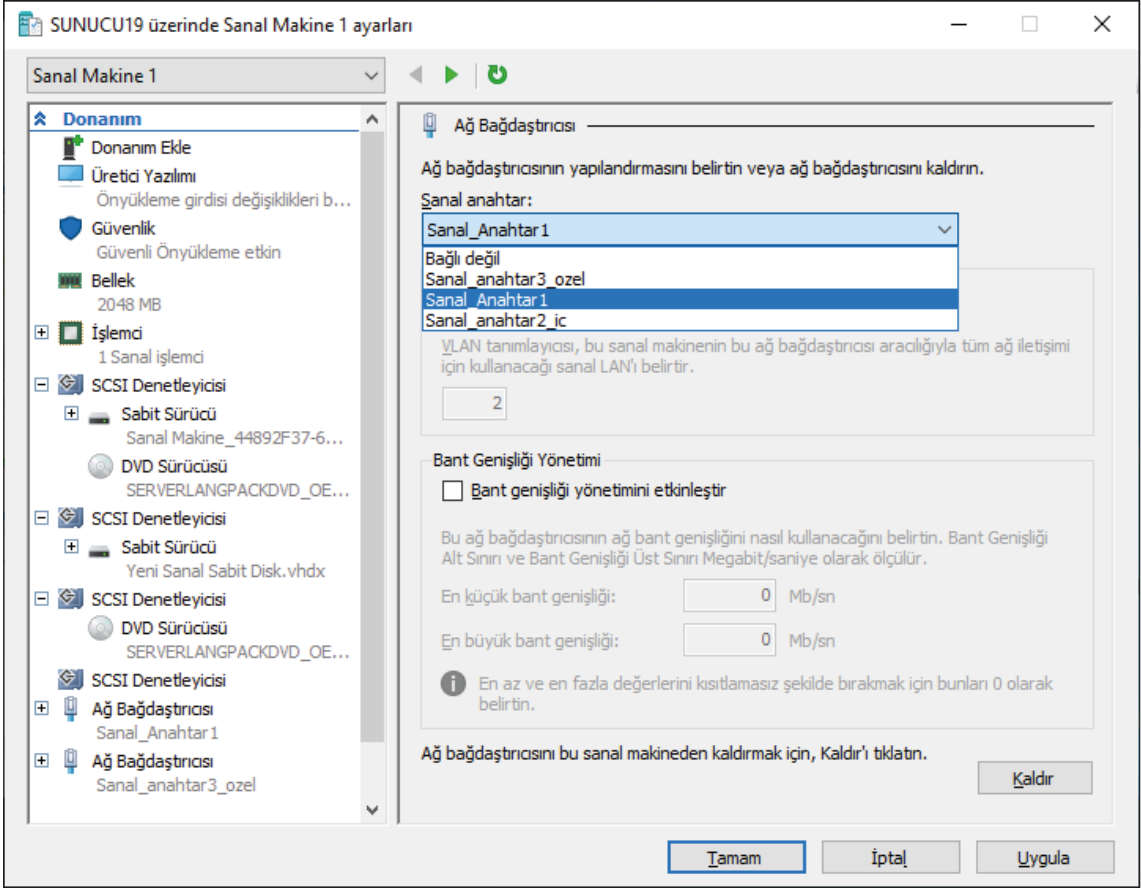 SUNUCU19 üzerinde Sanal Makine 1 ayarları
Sanal Makine 1
Donanım
Donanım Ekle
Üretici Yazılımı
Önyükleme girdisi değişiklikleri b...
Güvenlik
Güvenli Önyükleme etkin
Bellek
2048 MB
İşlemci
1 Sanal işlemci
SCSI Denetleyicisi
Sabit Sürücü
Sanal Makine_44892F37-6...
DVD Sürücüsü
SERVERLANGPACKDVD_OE...
SCSI Denetleyicisi
Sabit Sürücü
Yeni Sanal Sabit Disk.vhdx
SCSI Denetleyicisi
DVD Sürücüsü
SERVERLANGPACKDVD_OE...
SCSI Denetleyicisi
Ağ Bağdaştırıcısı
Sanal_Anahtar1
Ağ Bağdaştırıcısı
Sanal_anahtar3_ozel
Ağ Bağdaştırıcısı
Ağ bağdaştırıcısının yapılandırmasını belirtin veya ağ bağdaştırıcısını kaldırın.
Sanal anahtar:
Sanal_Anahtar1
Bağlı değil
Sanal_anahtar3_ozel
Sanal_Anahtar1
Sanal_anahtar2_ic
VLAN tanımlayıcısı, bu sanal makinenin bu ağ bağdaştırıcısı aracılığıyla tüm ağ iletişimi
için kullanacağı sanal LAN'ı belirtir.
2
Bant Genişliği Yönetimi
Bant genişliği yönetimini etkinleştir
Bu ağ bağdaştırıcısının ağ bant genişliğini nasıl kullanacağını belirtin. Bant Genişliği
Alt Sınırı ve Bant Genişliği Üst Sınırı Megabit/saniye olarak ölçülür.
En küçük bant genişliği: 0 Mb/sn
En büyük bant genişliği: 0 Mb/sn
En az ve en fazla değerlerini kısıtlamasız şekilde bırakmak için bunları 0 olarak
belirtin.
Ağ bağdaştırıcısını bu sanal makineden kaldırmak için, Kaldır'ı tıklatın.
Kaldır
Tamam İptal Uygula